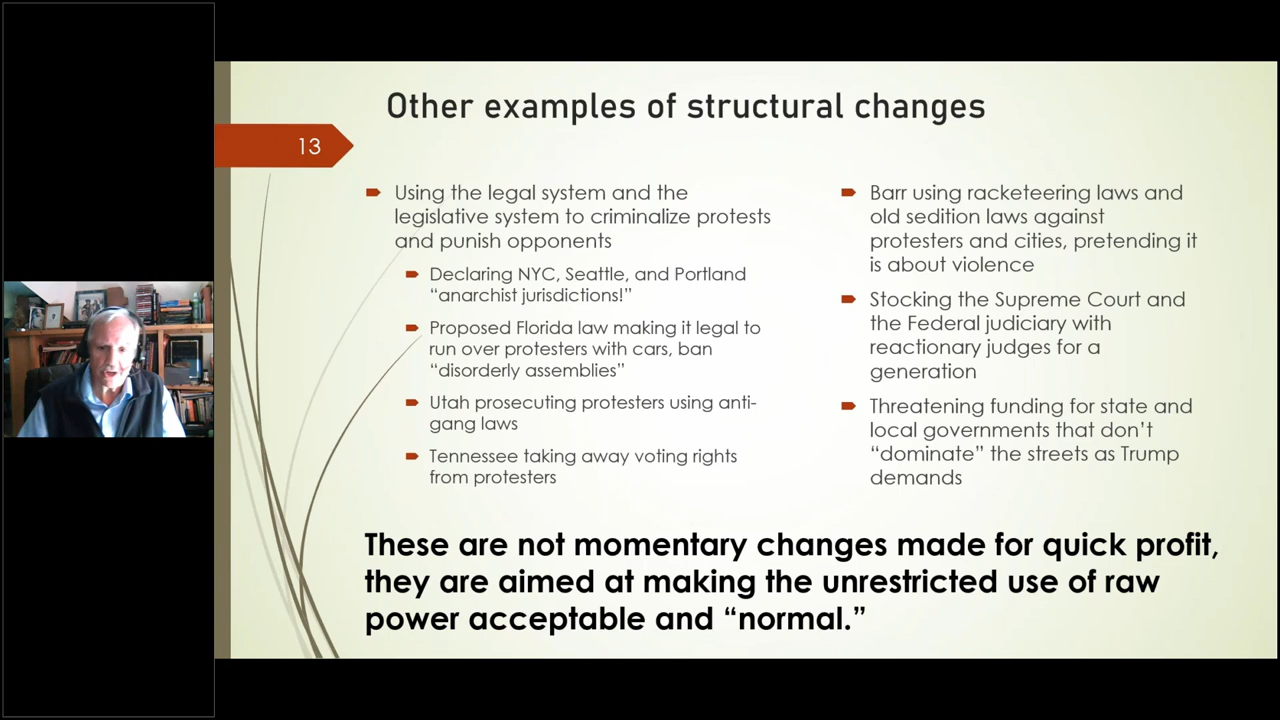 Other examples of structural changes
13
Using the legal system and the
legislative system to criminalize protests
and punish opponents
Declaring NYC, Seattle, and Portland
“anarchist jurisdictions!”
Proposed Florida law making it legal to
run over protesters with cars, ban
“disorderly assemblies”
Utah prosecuting protesters using anti-
gang laws
Tennessee taking away voting rights
from protesters
Barr using racketeering laws and
old sedition laws against
protesters and cities, pretending it
is about violence
Stocking the Supreme Court and
the Federal judiciary with
reactionary judges for a
generation
Threatening funding for state and
local governments that don’t
“dominate” the streets as Trump
demands
These are not momentary changes made for quick profit,
they are aimed at making the unrestricted use of raw
power acceptable and “normal.”